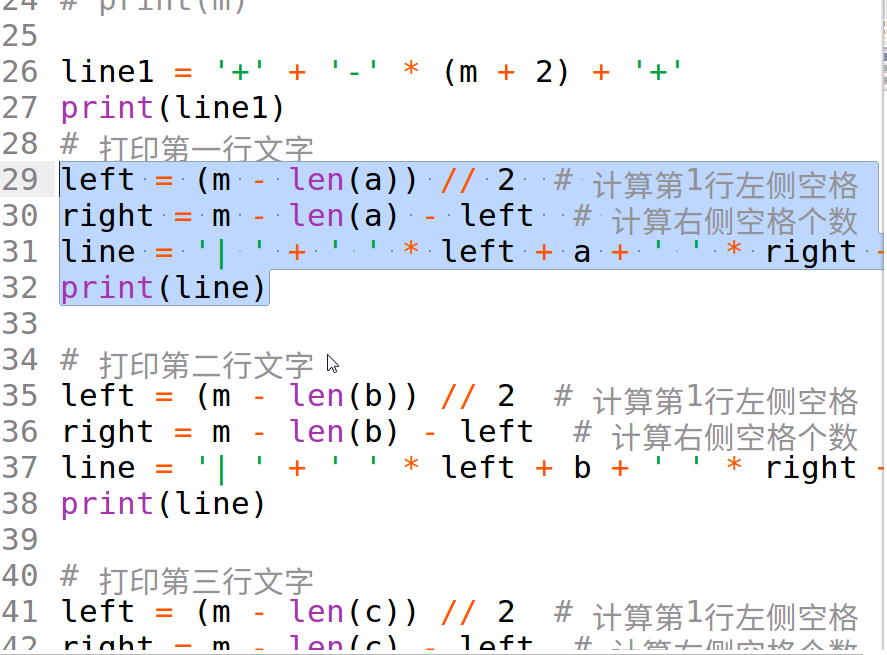 24 # print(m)
25
26 line1 = '+' + '-' * (m + 2) + '+'
27 print(line1)
28 # 打印第一行文字
29 left = (m - len(a)) // 2  # 计算第1行左侧空格
30 right = m - len(a) - left  # 计算右侧空格个数
31 line = '| ' + ' ' * left + a + ' ' * right +
32 print(line)
33
34 # 打印第二行文字
35 left = (m - len(b)) // 2  # 计算第1行左侧空格
36 right = m - len(b) - left  # 计算右侧空格个数
37 line = '| ' + ' ' * left + b + ' ' * right +
38 print(line)
39
40 # 打印第三行文字
41 left = (m - len(c)) // 2  # 计算第1行左侧空格
42 right = m - len(c) - left  # 计算右侧空格个数